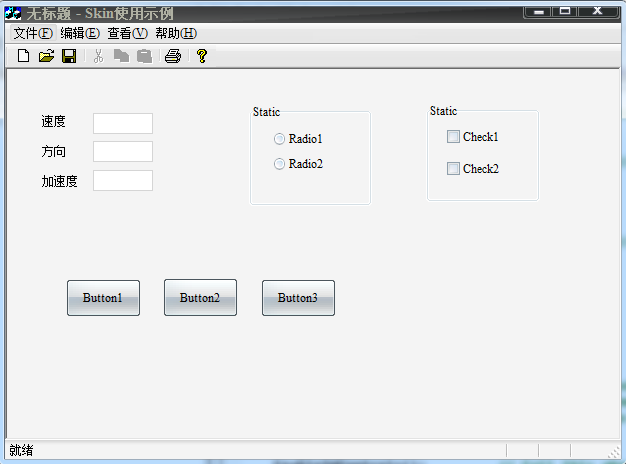 无标题 - Skin使用示例
文件(F) 编辑(E) 查看(V) 帮助(H)
速度
方向
加速度
Static
Radio1
Radio2
Static
Check1
Check2
Button1 Button2 Button3
就绪